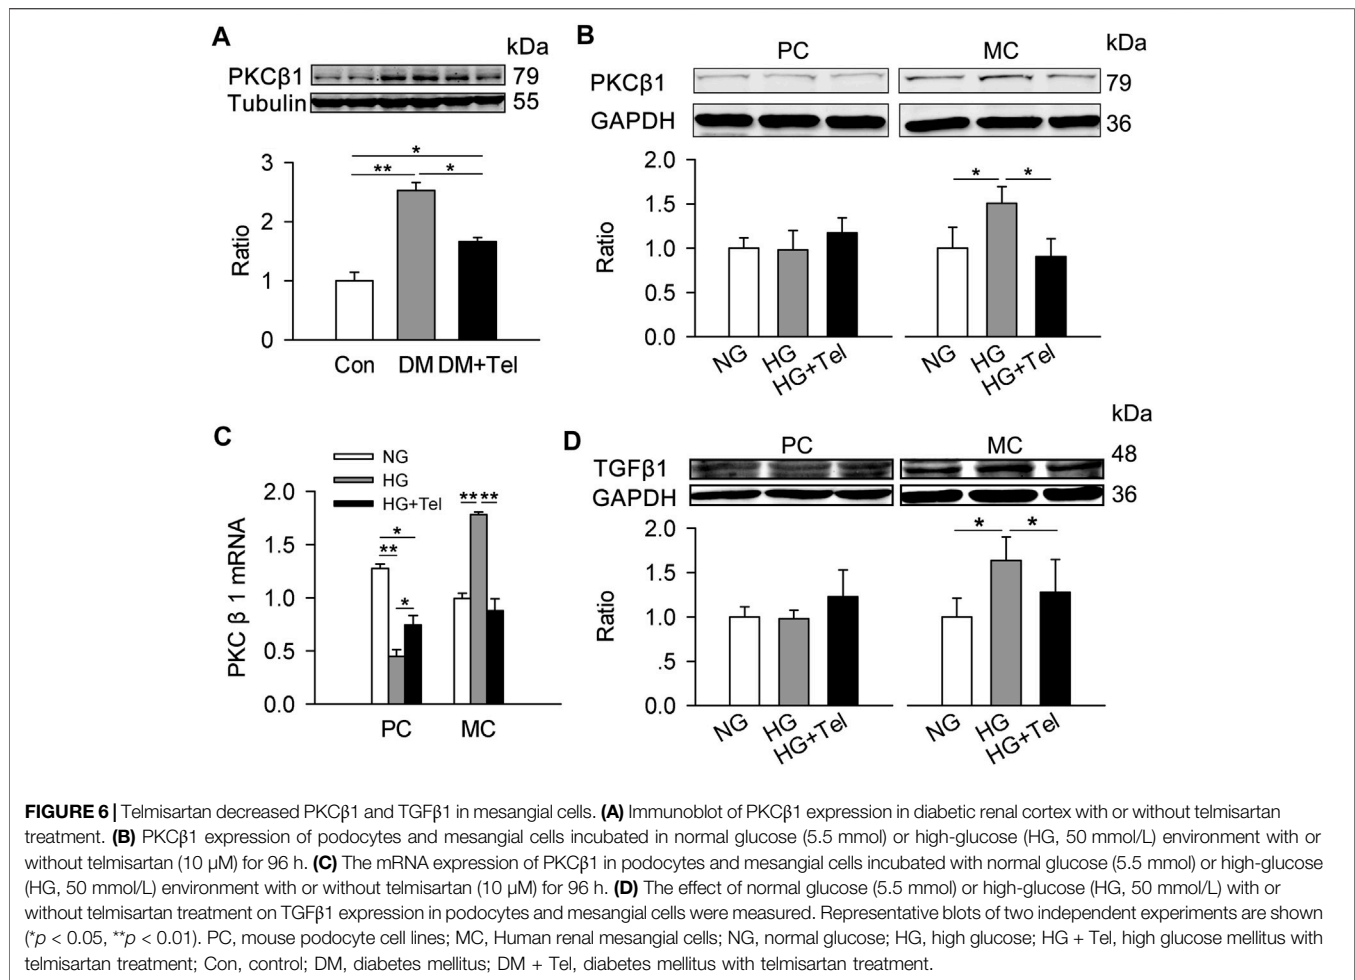 A
kDa
PKCβ1 79
Tubulin 55
*
** *
3
2
1
0
Ratio
Con DM DM+Tel
B
PC MC
kDa
PKCβ1 79
GAPDH 36
2.0
1.5
1.0
0.5
0.0
Ratio
* *
NG HG HG+Tel
NG HG HG+Tel
C
NG
HG
HG+Tel
2.0
1.5
1.0
0.5
0.0
PKC β 1 mRNA
** **
*
**
*
PC MC
D
PC MC
kDa
TGFβ1 48
GAPDH 36
2.0
1.5
1.0
.5
0.0
Ratio
* *
NG HG HG+Tel
NG HG HG+Tel
FIGURE 6 | Telmisartan decreased PKCβ1 and TGFβ1 in mesangial cells. (A) Immunoblot of PKCβ1 expression in diabetic renal cortex with or without telmisartan
treatment. (B) PKCβ1 expression of podocytes and mesangial cells incubated in normal glucose (5.5 mmol) or high-glucose (HG, 50 mmol/L) environment with or
without telmisartan (10 μM) for 96 h. (C) The mRNA expression of PKCβ1 in podocytes and mesangial cells incubated with normal glucose (5.5 mmol) or high-glucose
(HG, 50 mmol/L) environment with or without telmisartan (10 μM) for 96 h. (D) The effect of normal glucose (5.5 mmol) or high-glucose (HG, 50 mmol/L) with or
without telmisartan treatment on TGFβ1 expression in podocytes and mesangial cells were measured. Representative blots of two independent experiments are shown
(*p < 0.05, **p < 0.01). PC, mouse podocyte cell lines; MC, Human renal mesangial cells; NG, normal glucose; HG, high glucose; HG + Tel, high glucose mellitus with
telmisartan treatment; Con, control; DM, diabetes mellitus; DM + Tel, diabetes mellitus with telmisartan treatment.